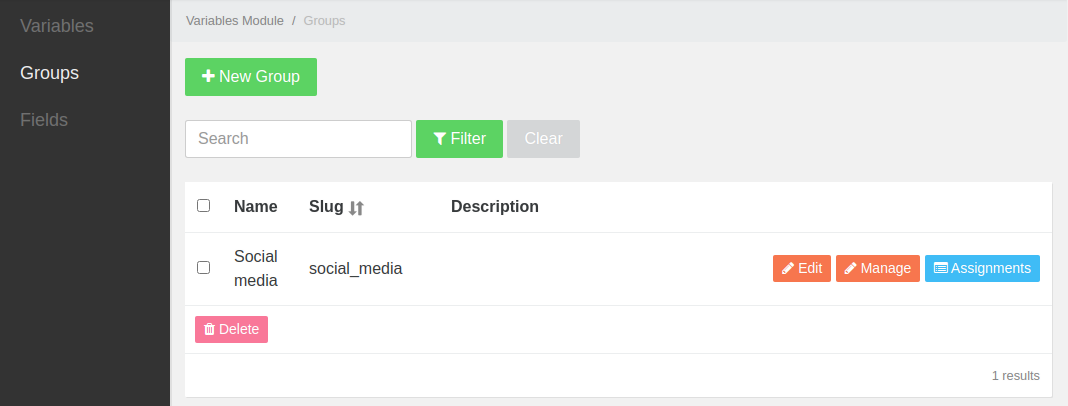 Variables
Groups
Fields
Variables Module / Groups
New Group
Search
Filter
Clear
Name Slug Description
Social
media
social_media
Edit
Manage
Assignments
Delete
1 results